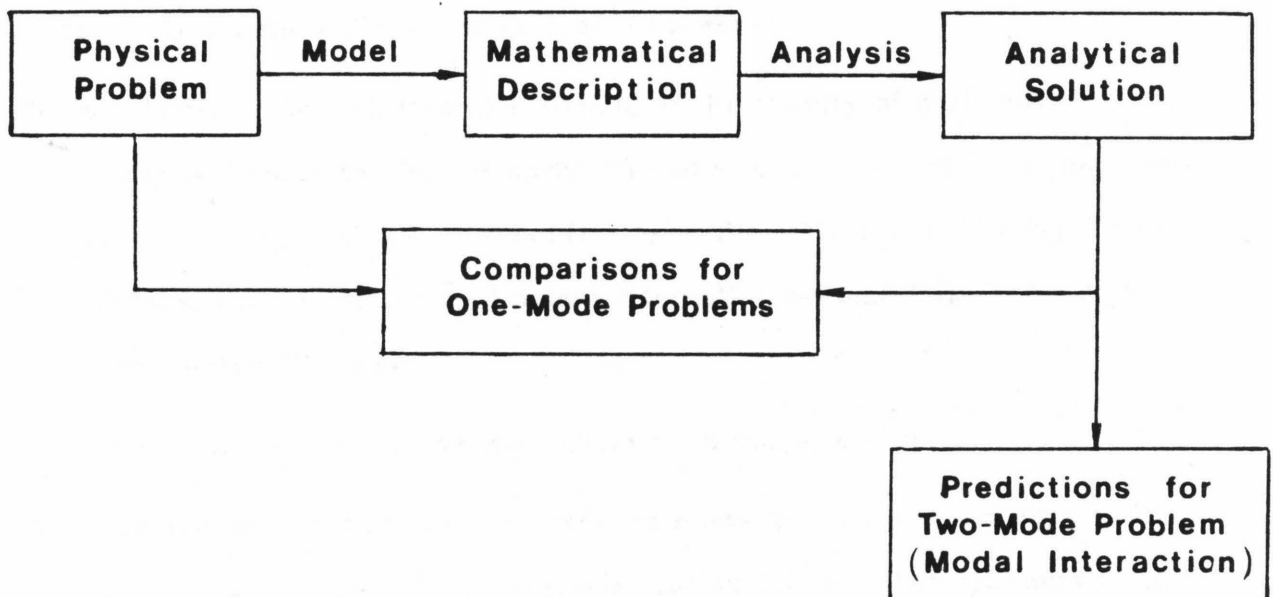 Physical
Problem
Model
Mathematical
Description
Analysis
Analytical
Solution
Comparisons for
One-Mode Problems
Predictions for
Two-Mode Problem
(Modal Interaction)